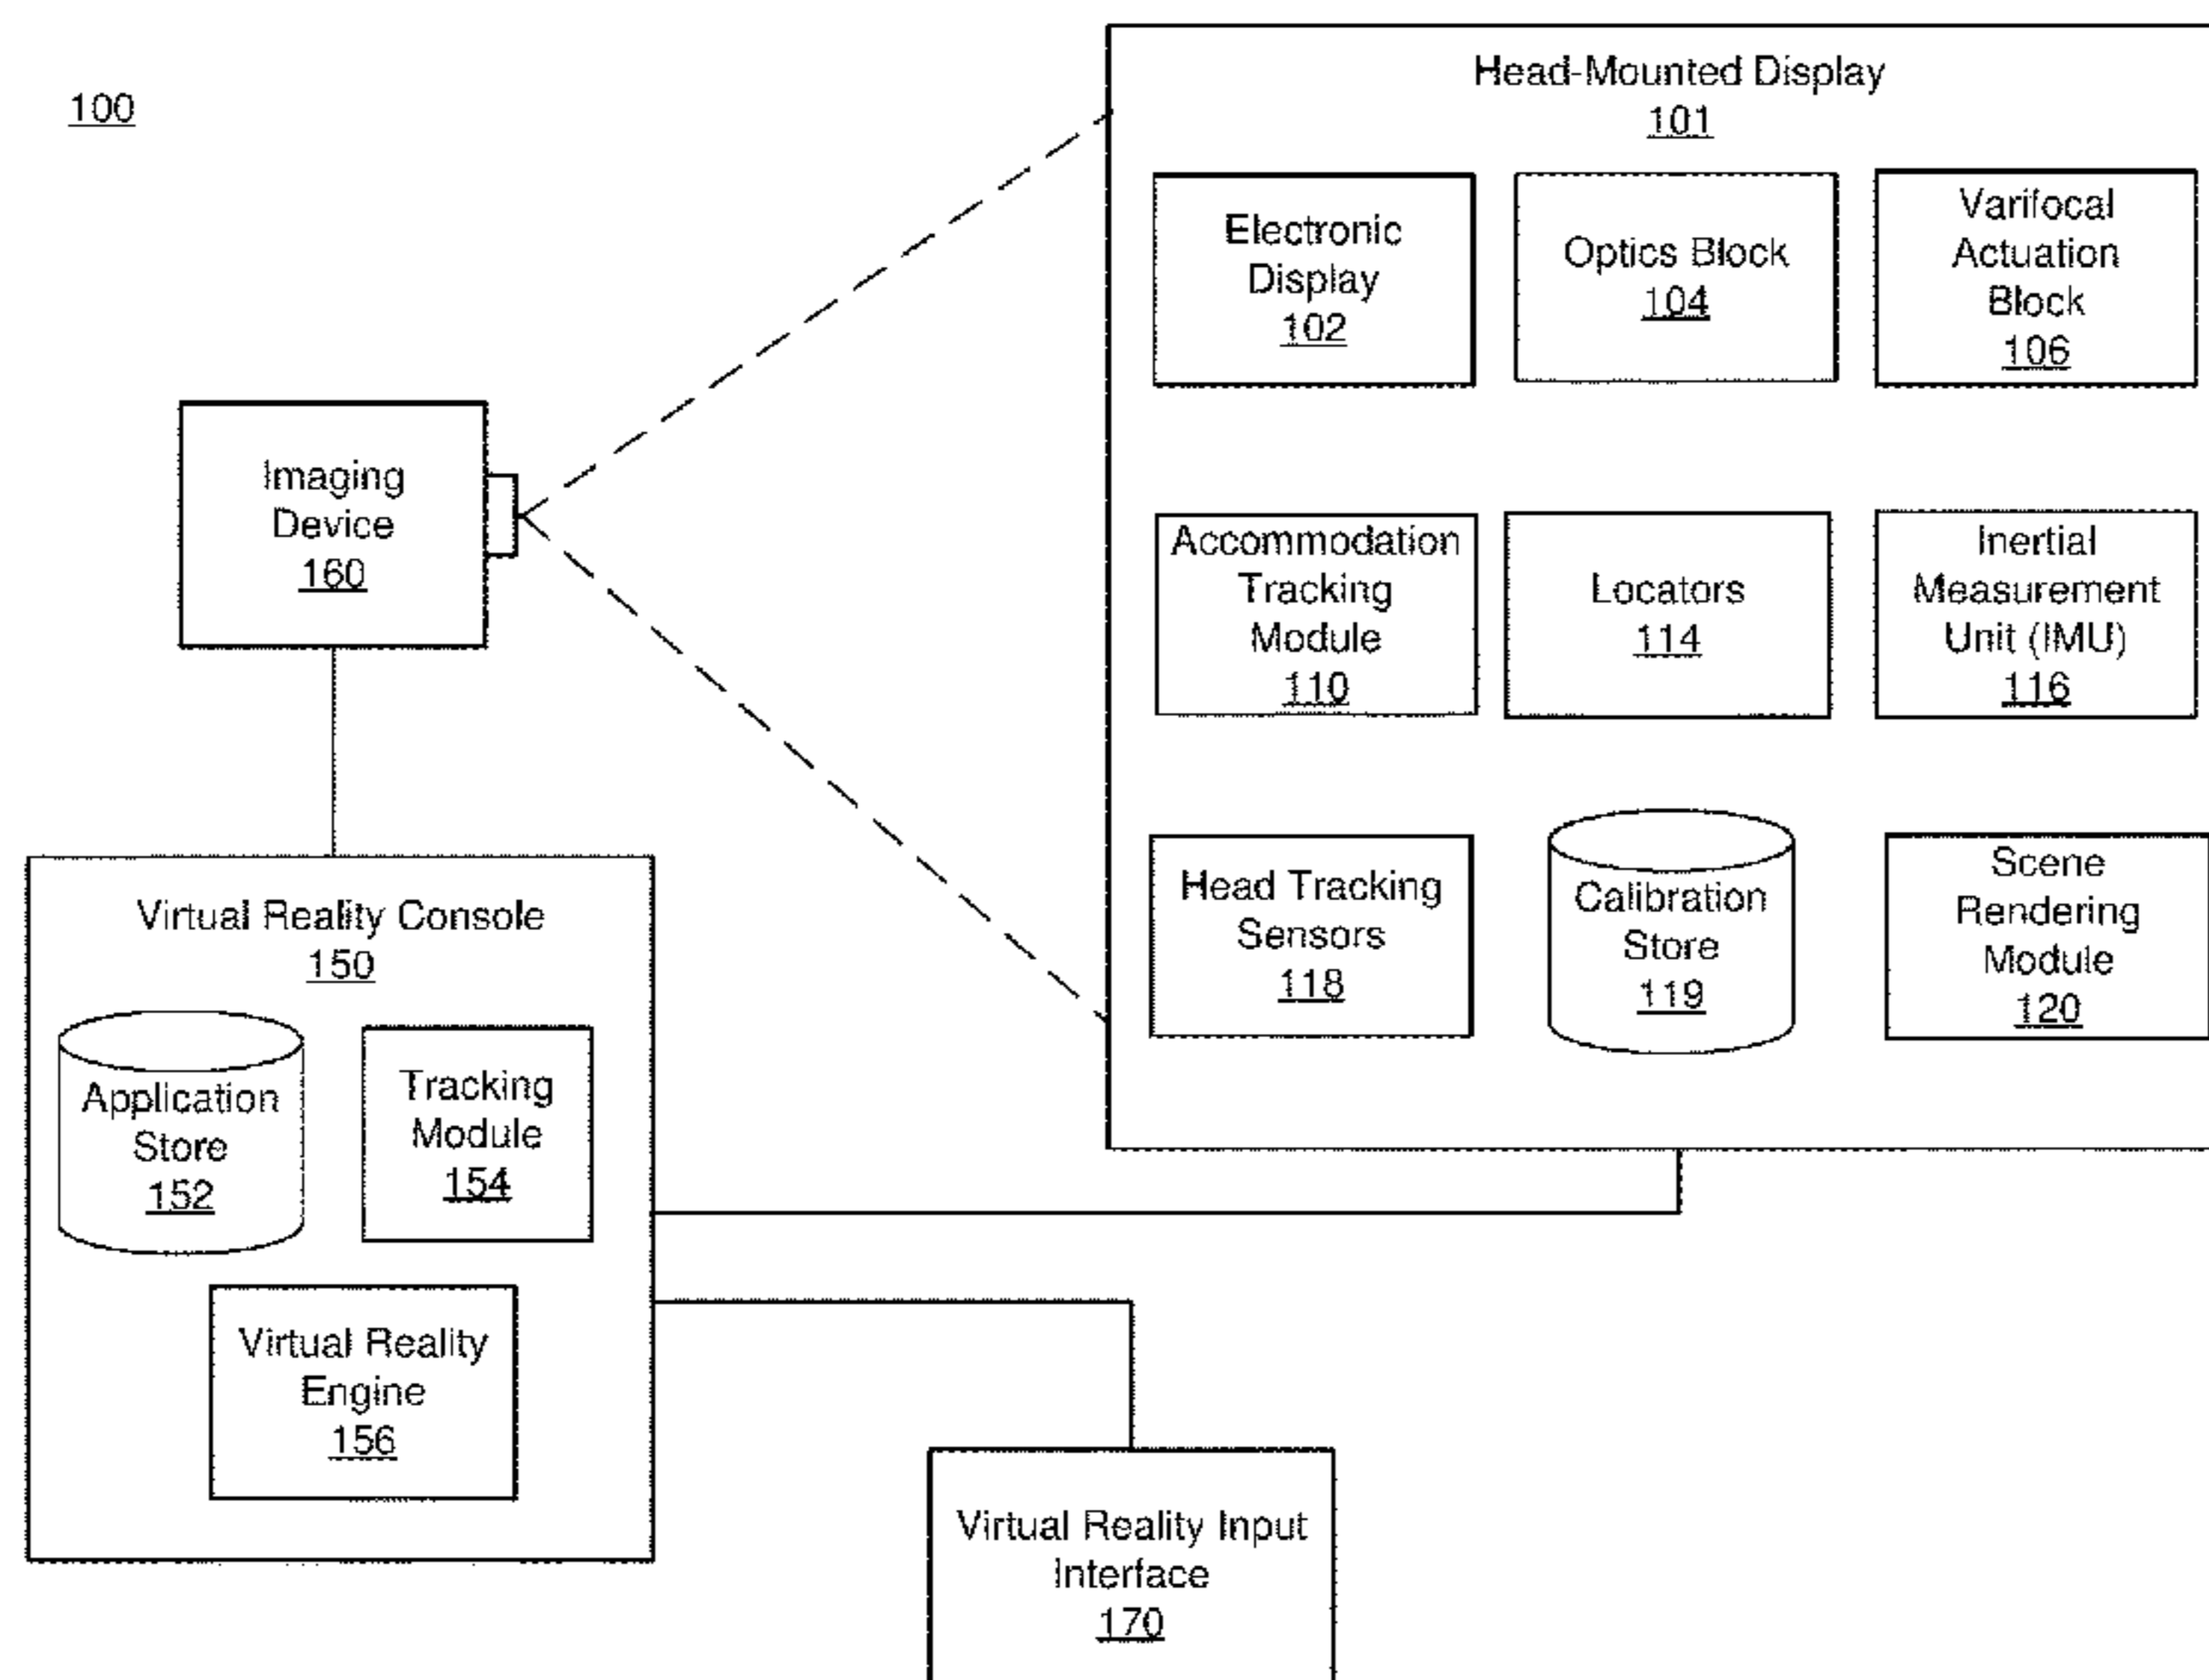 100
Head-Mounted Display
101
Electronic
Display
102
Optics Block
104
Varifocal
Actuation
Block
106
Imaging
Device
160
Accommodation
Tracking
Module
110
Locators
114
Inertial
Measurement
Unit (IMU)
116
Head Tracking
Sensors
118
Calibration
Store
119
Scene
Rendering
Module
120
Virtual Reality Console
150
Application
Store
152
Tracking
Module
154
Virtual Reality
Engine
156
Virtual Reality Input
Interface
170